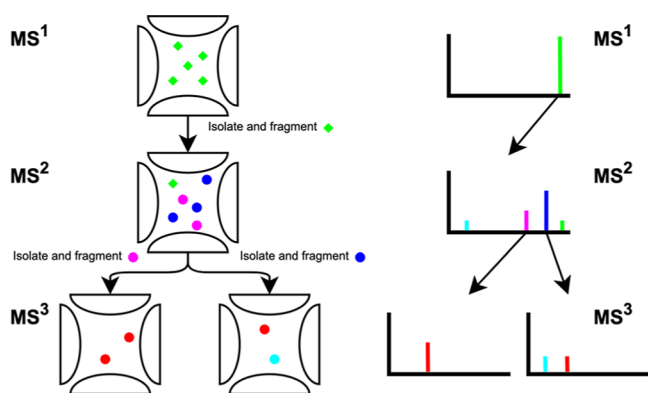 MS1
MS1
Isolate and fragment
MS2
MS2
Isolate and fragment
Isolate and fragment
MS3
MS3